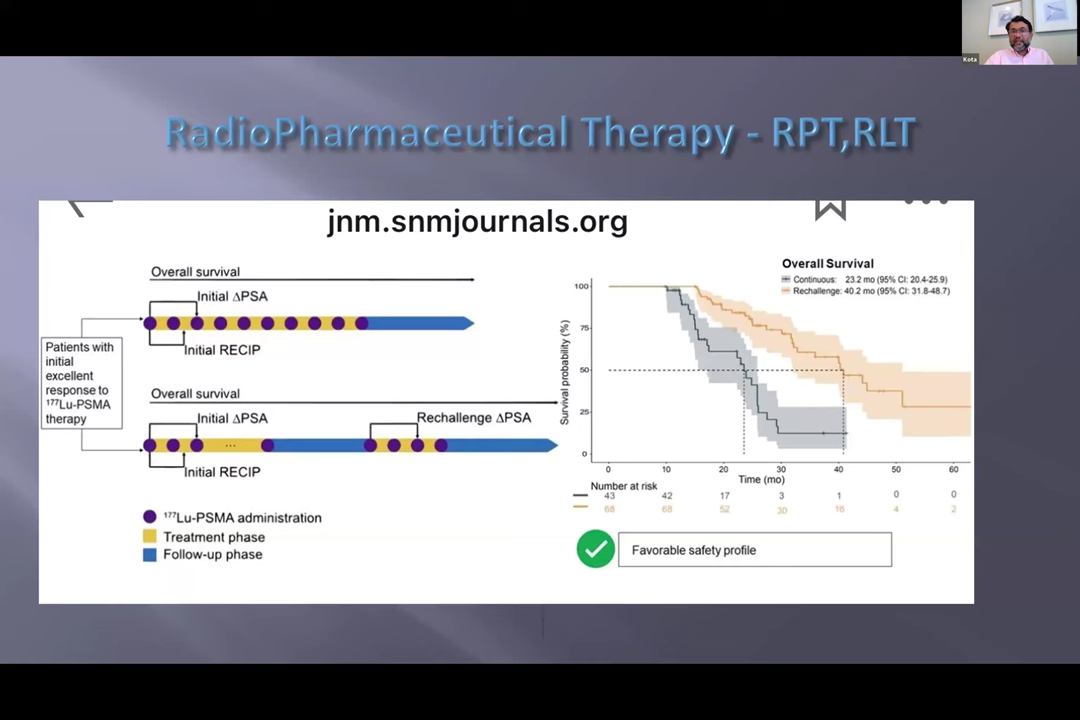 Kota
RadioPharmaceutical Therapy - RPT,RLT
jnm.snmjournals.org
Overall survival
Initial ΔPSA
Initial RECIP
Patients with
initial
excellent
response to
¹⁷⁷Lu-PSMA
therapy
Overall survival
Initial ΔPSA
Rechallenge ΔPSA
...
Initial RECIP
¹⁷⁷Lu-PSMA administration
Treatment phase
Follow-up phase
Overall Survival
Continuous: 23.2 mo (95% CI: 20.4-25.9)
Rechallenge: 40.2 mo (95% CI: 31.8-48.7)
Survival probability (%)
100
75
50
25
0
0 10 20 30 40 50 60
Time (mo)
Number at risk
43 42 17 3 1 0 0
68 68 52 30 16 4 2
Favorable safety profile